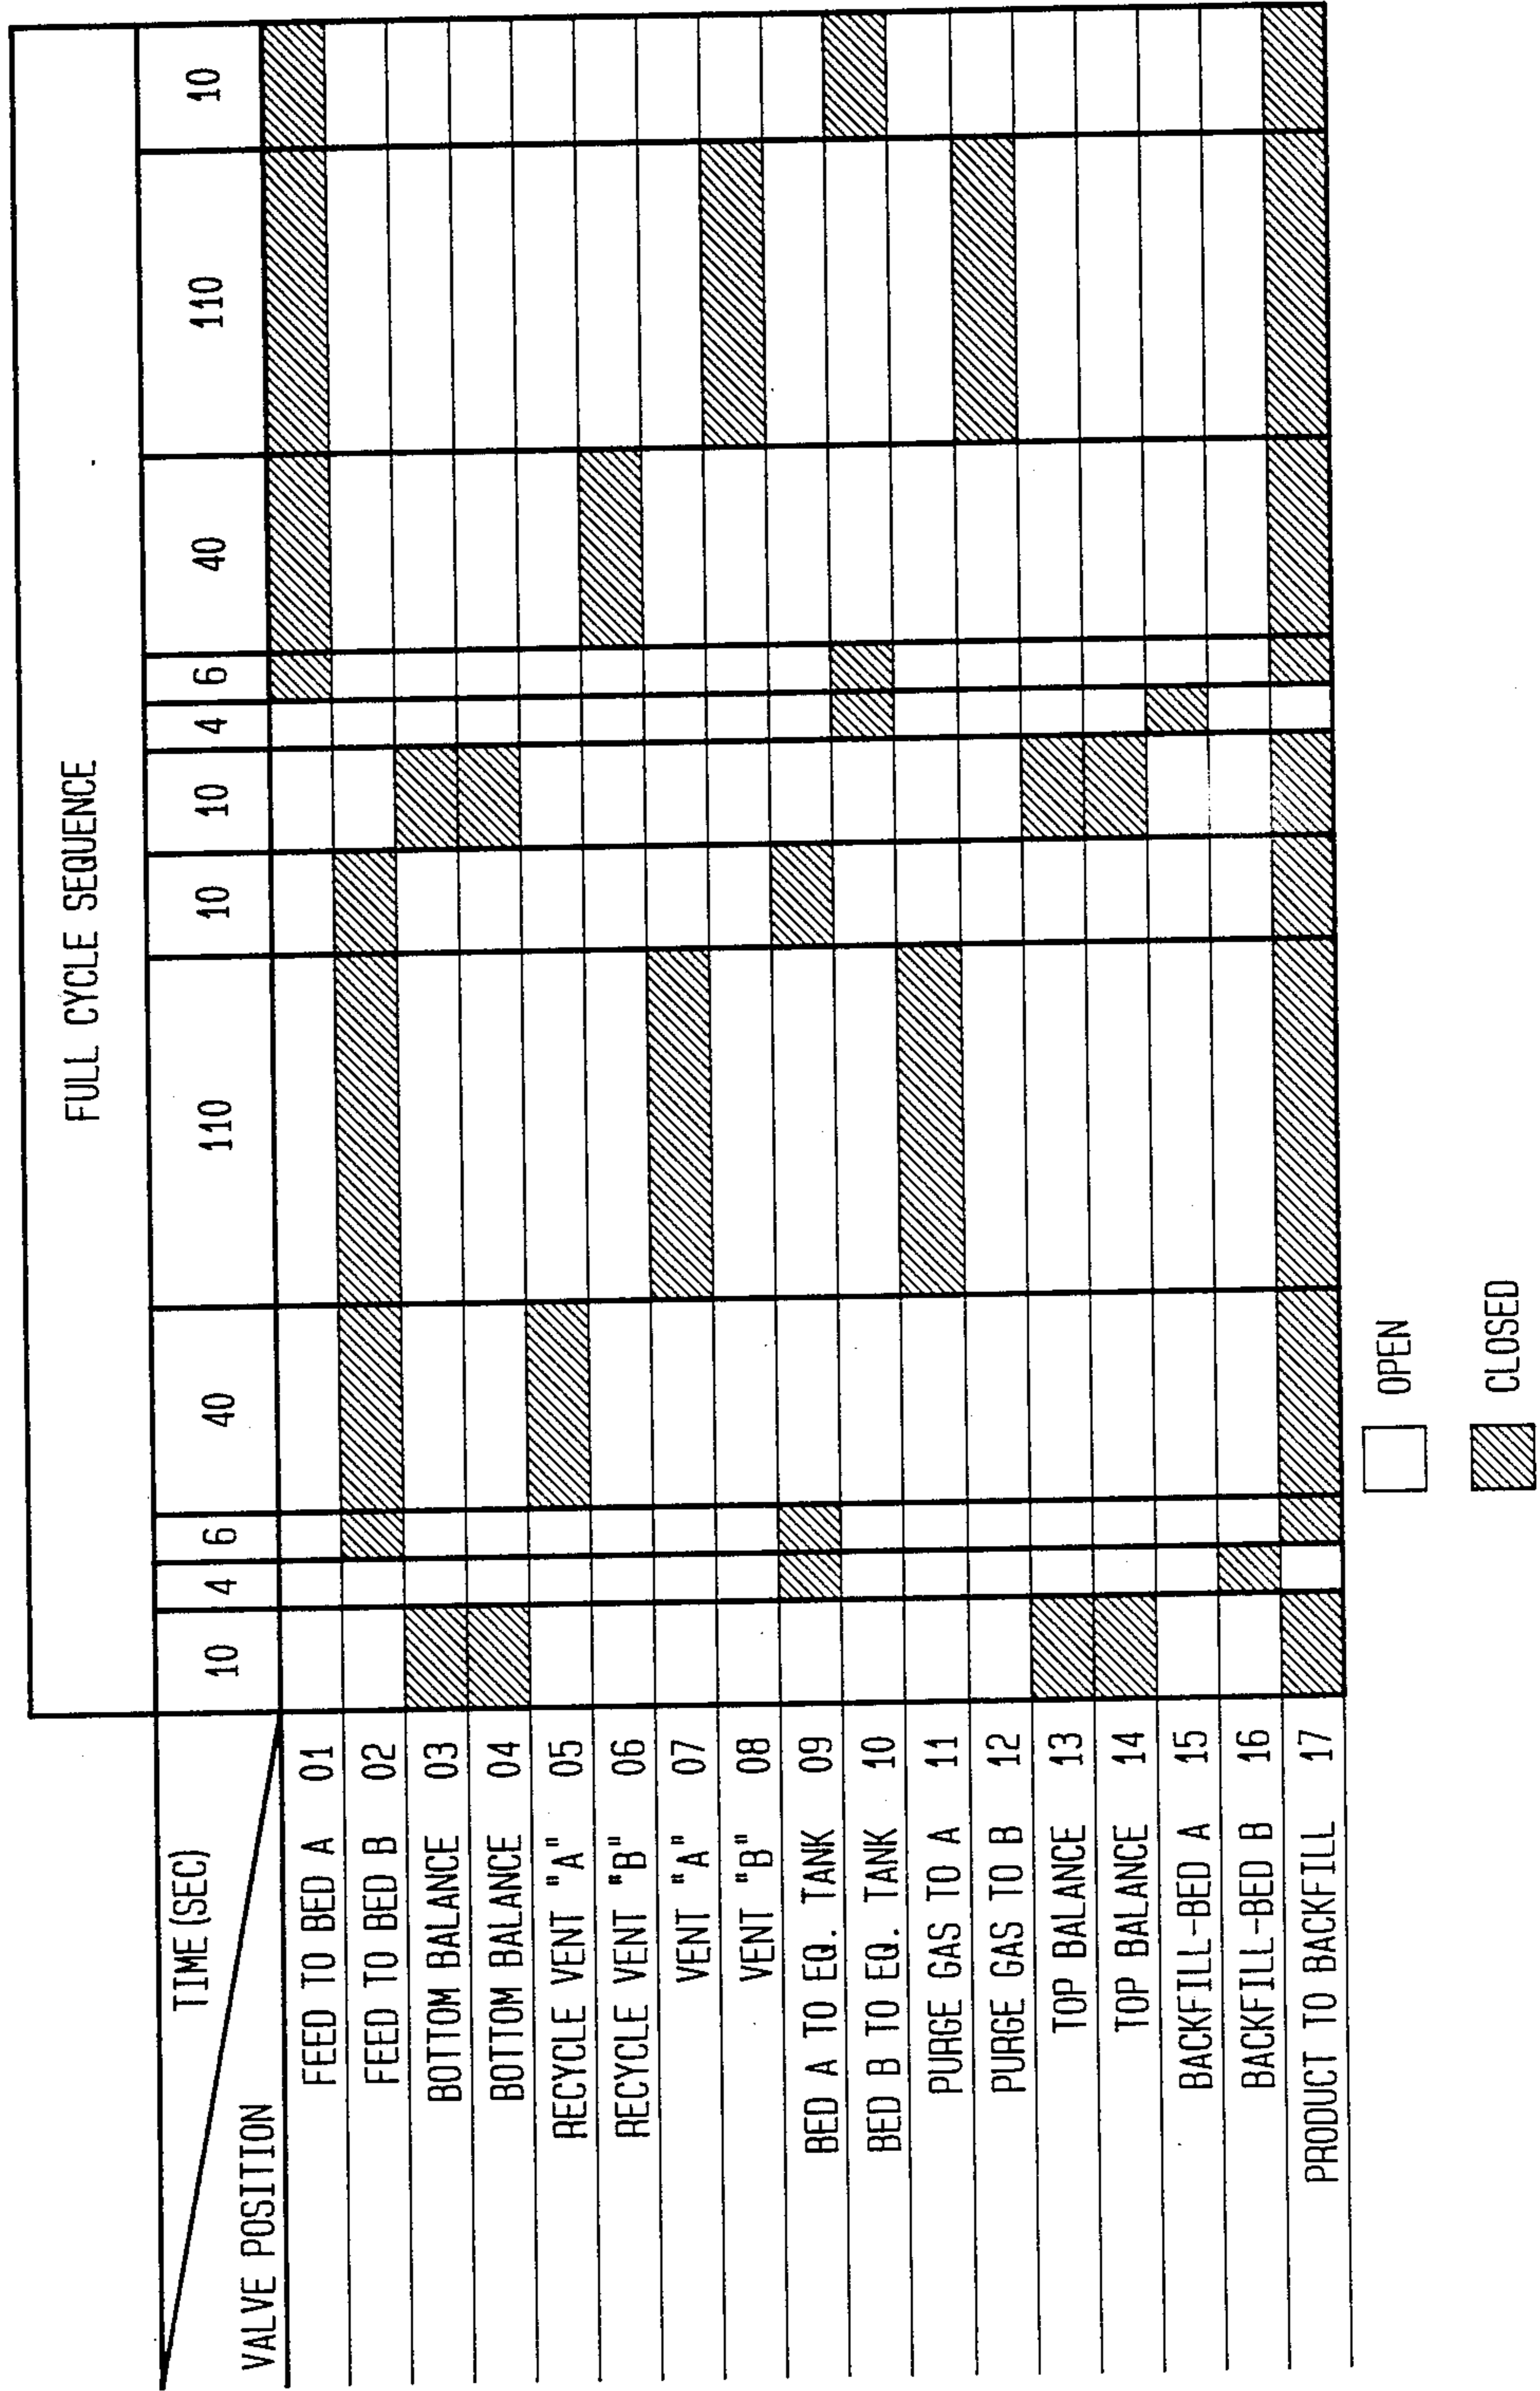 FULL CYCLE SEQUENCE
TIME (SEC) 10 4 6 40 110 10 10 4 6 40 110 10
VALVE POSITION
FEED TO BED A 01
FEED TO BED B 02
BOTTOM BALANCE 03
BOTTOM BALANCE 04
RECYCLE VENT "A" 05
RECYCLE VENT "B" 06
VENT "A" 07
VENT "B" 08
BED A TO EQ. TANK 09
BED B TO EQ. TANK 10
PURGE GAS TO A 11
PURGE GAS TO B 12
TOP BALANCE 13
TOP BALANCE 14
BACKFILL-BED A 15
BACKFILL-BED B 16
PRODUCT TO BACKFILL 17
OPEN
CLOSED